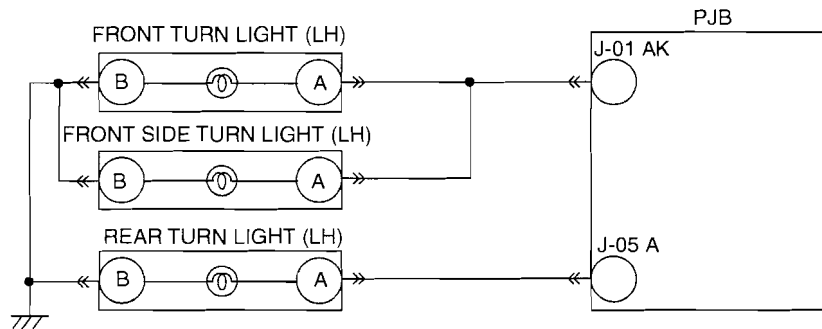 PJB
FRONT TURN LIGHT (LH)
J-01 AK
B A
FRONT SIDE TURN LIGHT (LH)
B A
REAR TURN LIGHT (LH)
J-05 A
B A